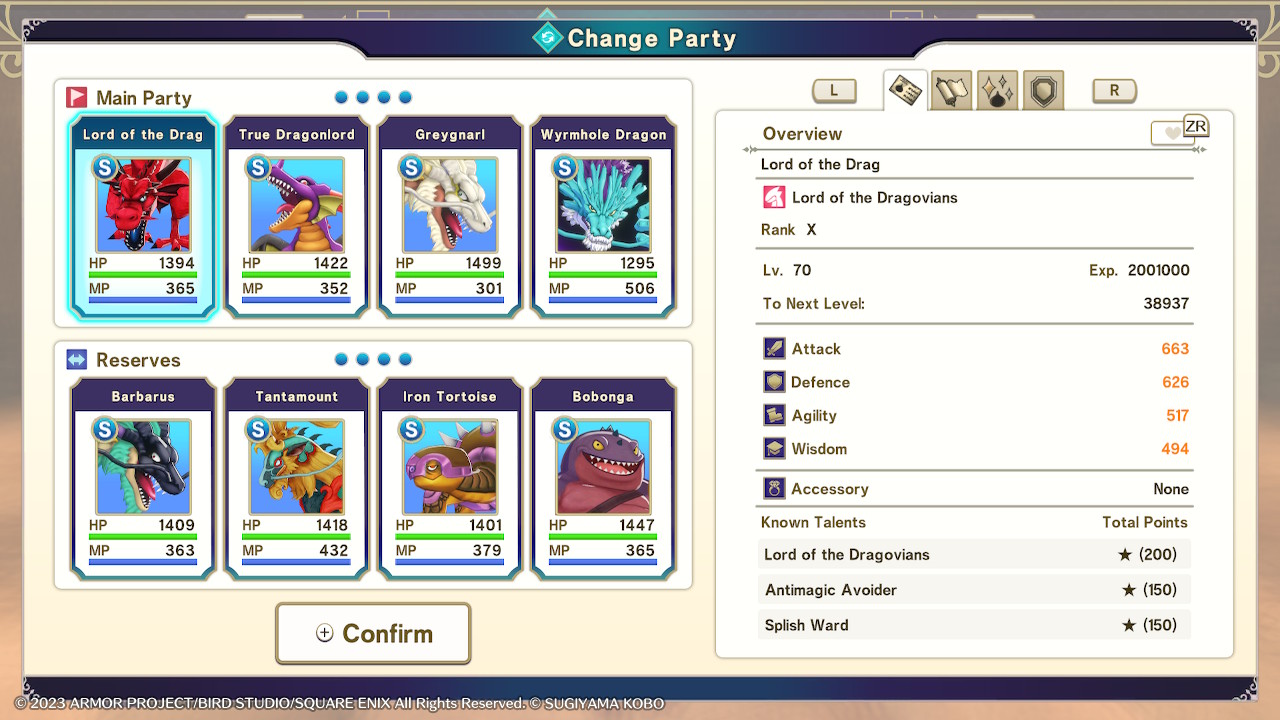 Change Party
Main Party
Lord of the Drag
S
HP 1394
MP 365
True Dragonlord
S
HP 1422
MP 352
Greygnarl
S
HP 1499
MP 301
Wyrmhole Dragon
S
HP 1295
MP 506
Reserves
Barbarus
S
HP 1409
MP 363
Tantamount
S
HP 1418
MP 432
Iron Tortoise
S
HP 1401
MP 379
Bobonga
S
HP 1447
MP 365
Confirm
L
R
Overview
ZR
Lord of the Drag
Lord of the Dragovians
Rank X
Lv. 70 Exp. 2001000
To Next Level: 38937
Attack 663
Defence 626
Agility 517
Wisdom 494
Accessory None
Known Talents Total Points
Lord of the Dragovians ★ (200)
Antimagic Avoider ★ (150)
Splish Ward ★ (150)
© 2023 ARMOR PROJECT/BIRD STUDIO/SQUARE ENIX All Rights Reserved. © SUGIYAMA KOBO